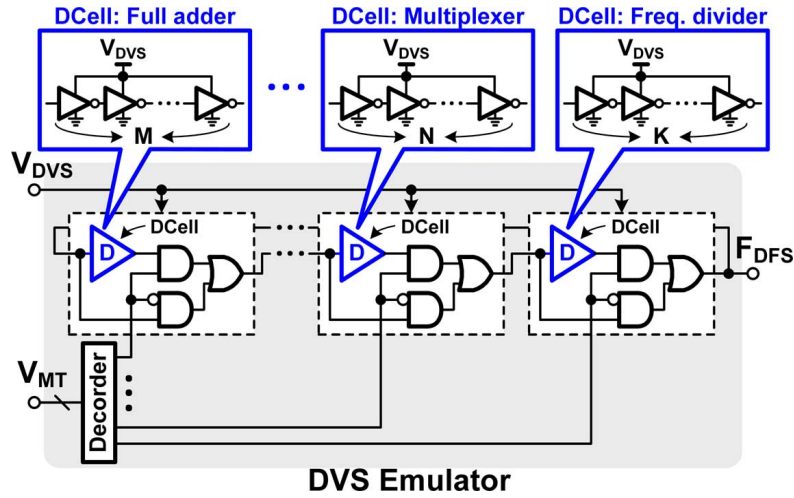 DCell: Full adder
DCell: Multiplexer
DCell: Freq. divider
VDVS
VDVS
VDVS
M
N
K
VDVS
DCell
DCell
DCell
D
D
D
FDFS
VMT
Decorder
DVS Emulator